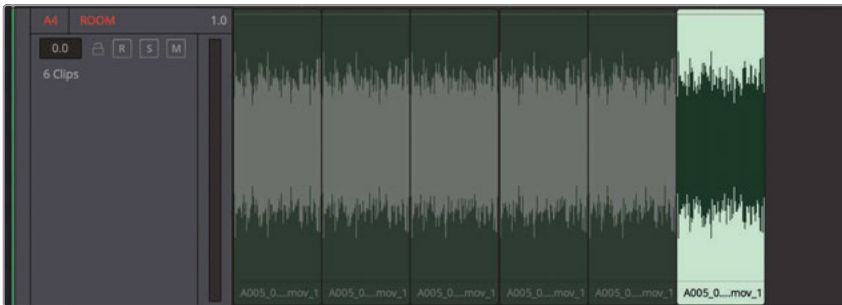 A4 ROOM 1.0
0.0 R S M
6 Clips
A005_0....mov_1 A005_0....mov_1 A005_0....mov_1 A005_0....mov_1 A005_0....mov_1 A005_0....mov_1